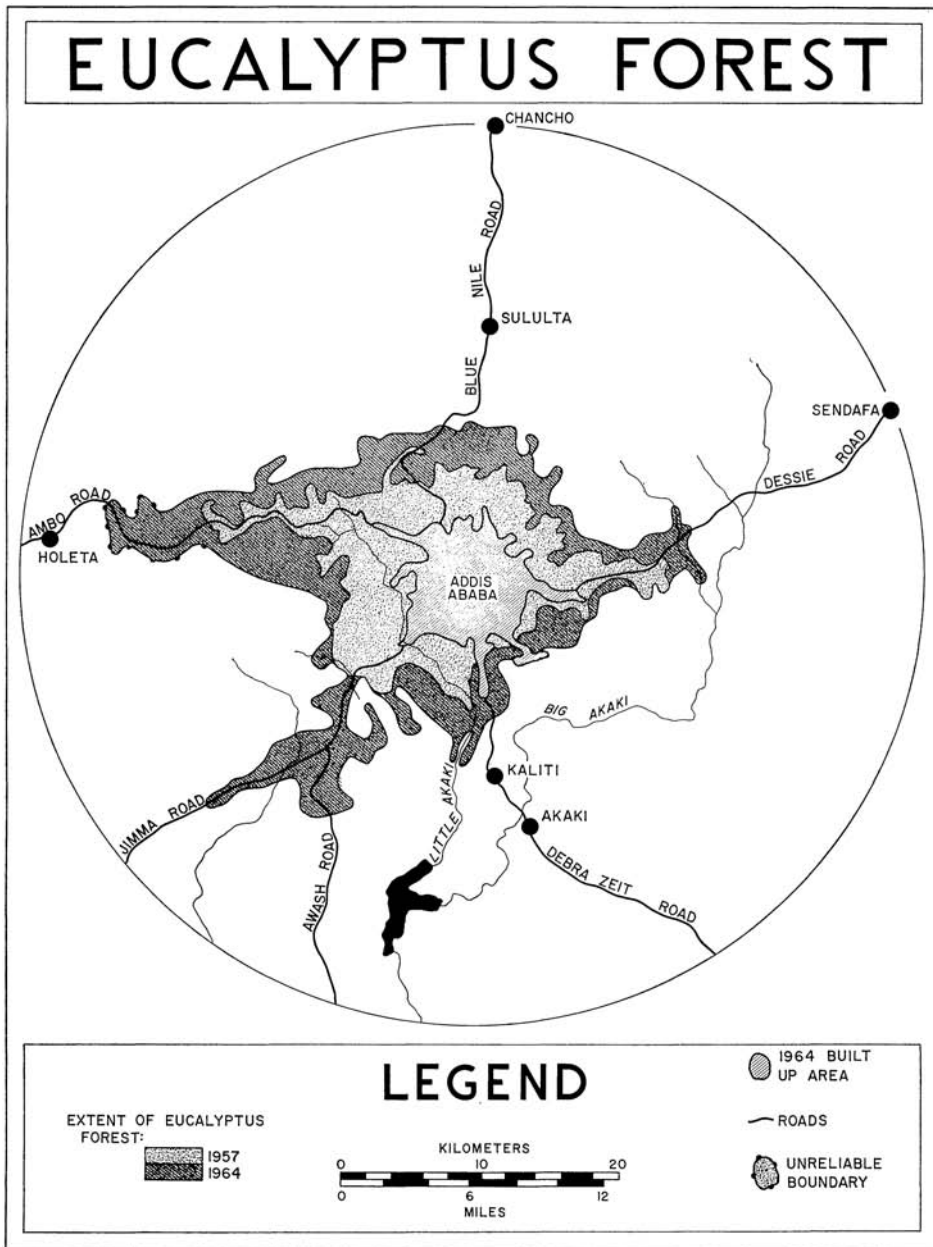 EUCALYPTUS FOREST
CHANCHO
BLUE NILE ROAD
SULULTA
SENDAFA
DESSIE ROAD
AMBO ROAD
HOLETA
ADDIS
ABABA
BIG AKAKI
KALITI
LITTLE AKAKI
AKAKI
JIMMA ROAD
AWASH ROAD
DEBRA ZEIT ROAD
LEGEND
EXTENT OF EUCALYPTUS
FOREST:
1957
1964
KILOMETERS
0 10 20
0 6 12
MILES
1964 BUILT
UP AREA
ROADS
UNRELIABLE
BOUNDARY